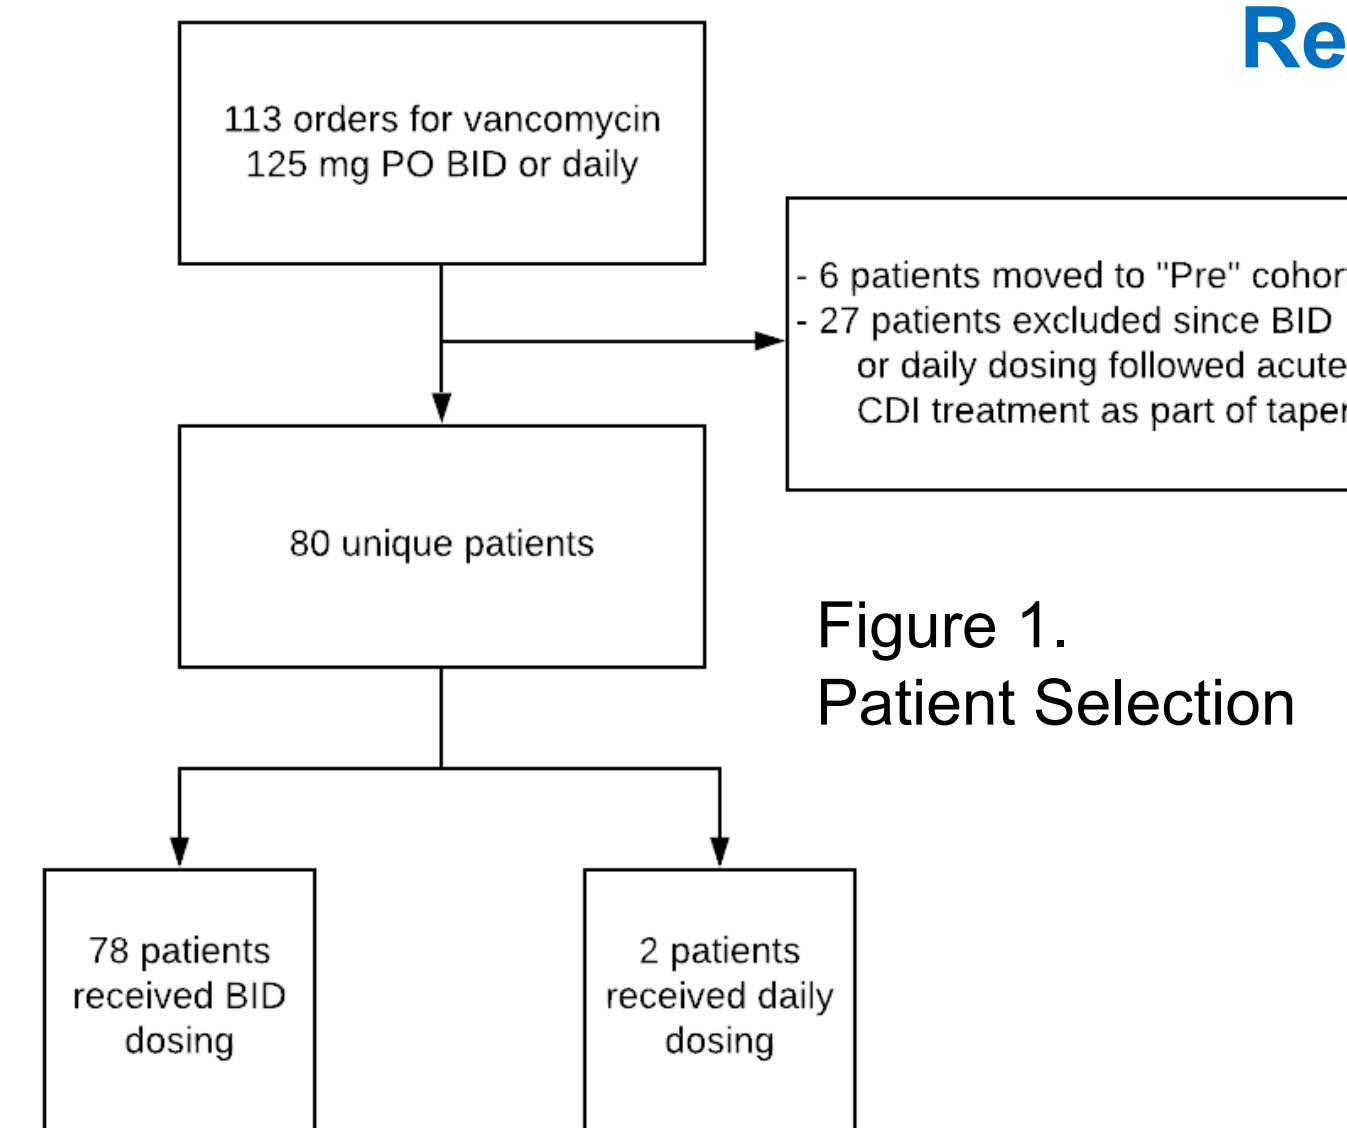 Re
113 orders for vancomycin
125 mg PO BID or daily
- 6 patients moved to "Pre" cohort
- 27 patients excluded since BID
or daily dosing followed acute
CDI treatment as part of taper
80 unique patients
Figure 1.
Patient Selection
78 patients
received BID
dosing
2 patients
received daily
dosing